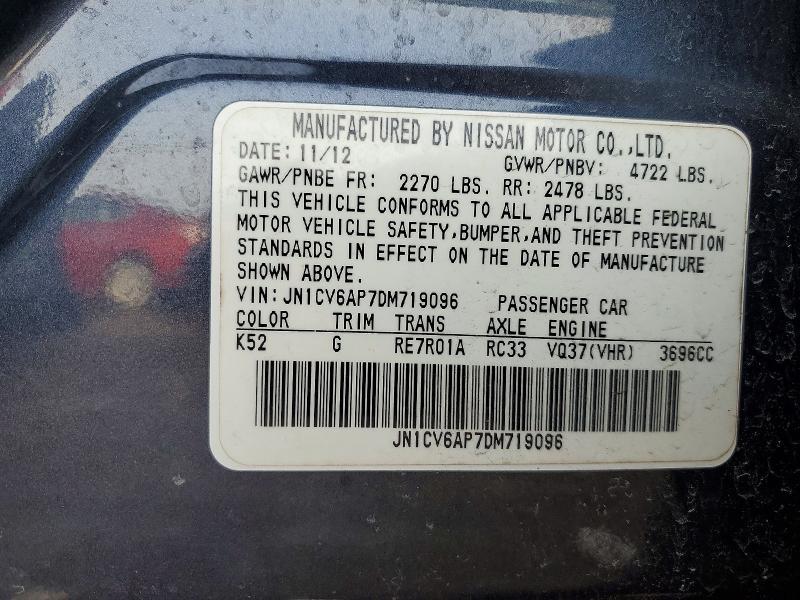 MANUFACTURED BY NISSAN MOTOR CO.,LTD.
DATE: 11/12 GVWR/PNBV: 4722 LBS.
GAWR/PNBE FR: 2270 LBS. RR: 2478 LBS.
THIS VEHICLE CONFORMS TO ALL APPLICABLE FEDERAL
MOTOR VEHICLE SAFETY,BUMPER,AND THEFT PREVENTION
STANDARDS IN EFFECT ON THE DATE OF MANUFACTURE
SHOWN ABOVE.
VIN: JN1CV6AP7DM719096 PASSENGER CAR
COLOR TRIM TRANS AXLE ENGINE
K52 G RE7R01A RC33 VQ37(VHR) 3696CC
JN1CV6AP7DM719096